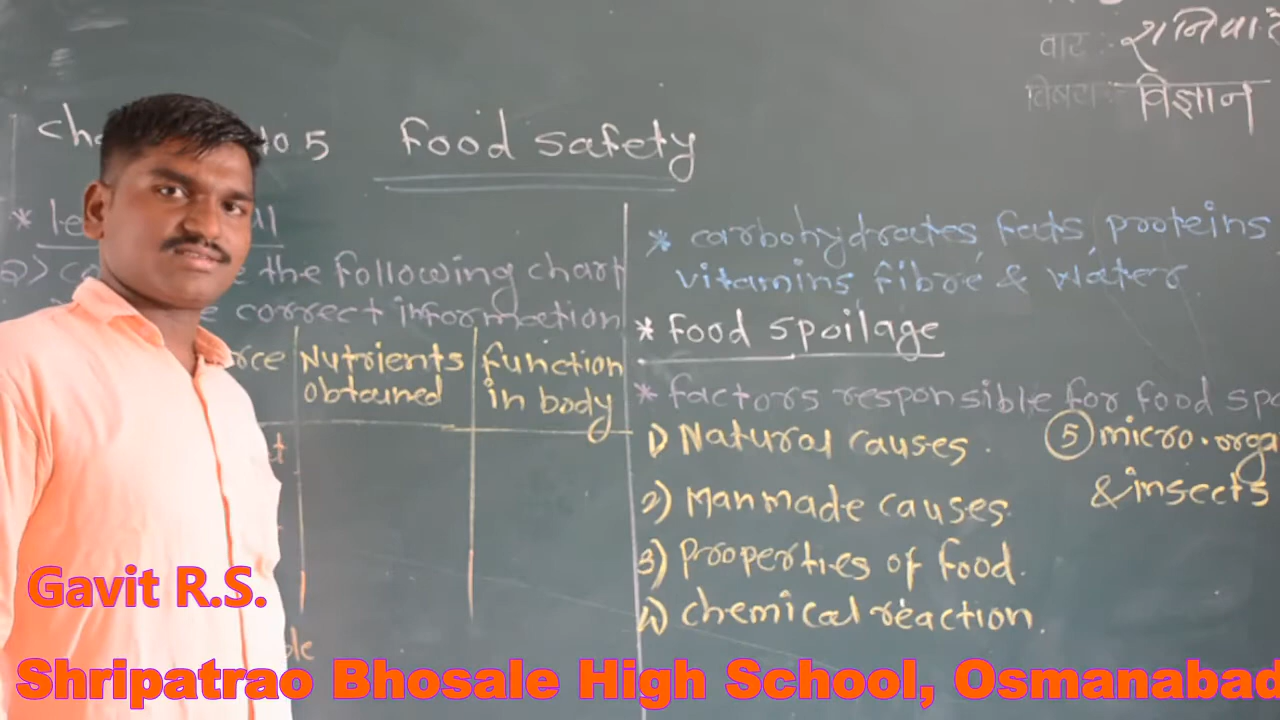 वार : शनिवार
विषय : विज्ञान
No 5 Food safety
*
the following chart
correct information
Nutrients obtained
function in body
* carbohydrates, fats, proteins
vitamins fibre & water.
* Food spoilage
* factors responsible for food
1) Natural causes.
2) Manmade causes.
3) Properties of food.
4) chemical reaction.
5 micro.
& insects
Gavit R.S.
Shripatrao Bhosale High School, Osmanabad